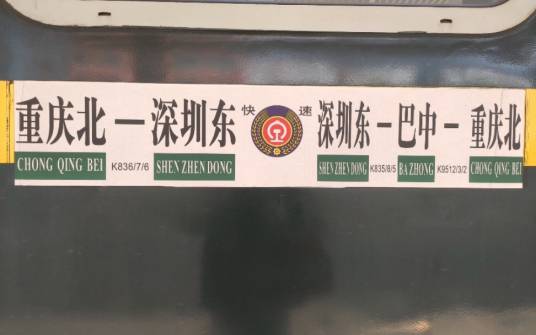 重庆北一深圳东 快 速 深圳东－巴中－重庆北
CHONG QING BEI K836/7/6 SHEN ZHEN DONG SHEN ZHEN DONG K835/8/5 BA ZHONG K9512/3/2 CHONG QING BEI